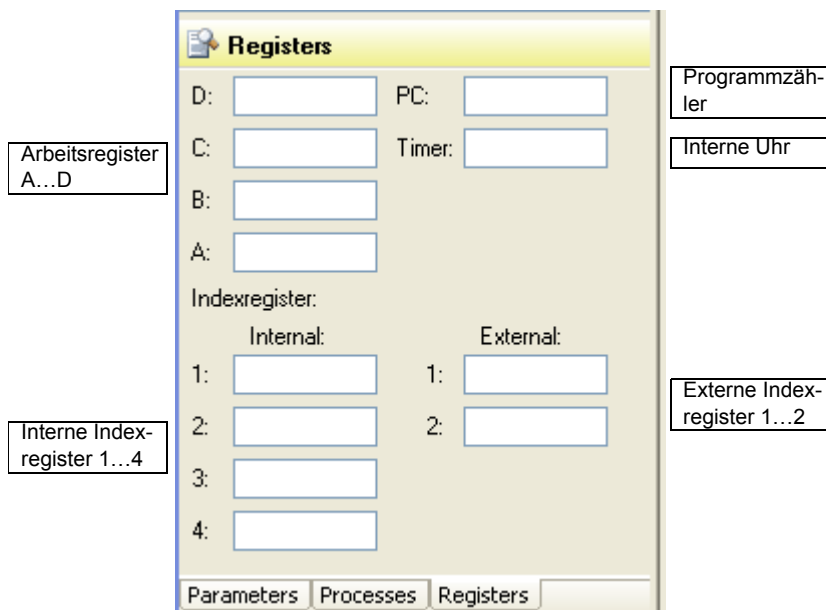 Registers
D: PC:
Programmzäh-
ler
C: Timer:
Interne Uhr
Arbeitsregister
A…D
B:
A:
Indexregister:
Internal: External:
1: 1:
Externe Index-
register 1…2
2: 2:
Interne Index-
register 1…4
3:
4:
Parameters Processes Registers